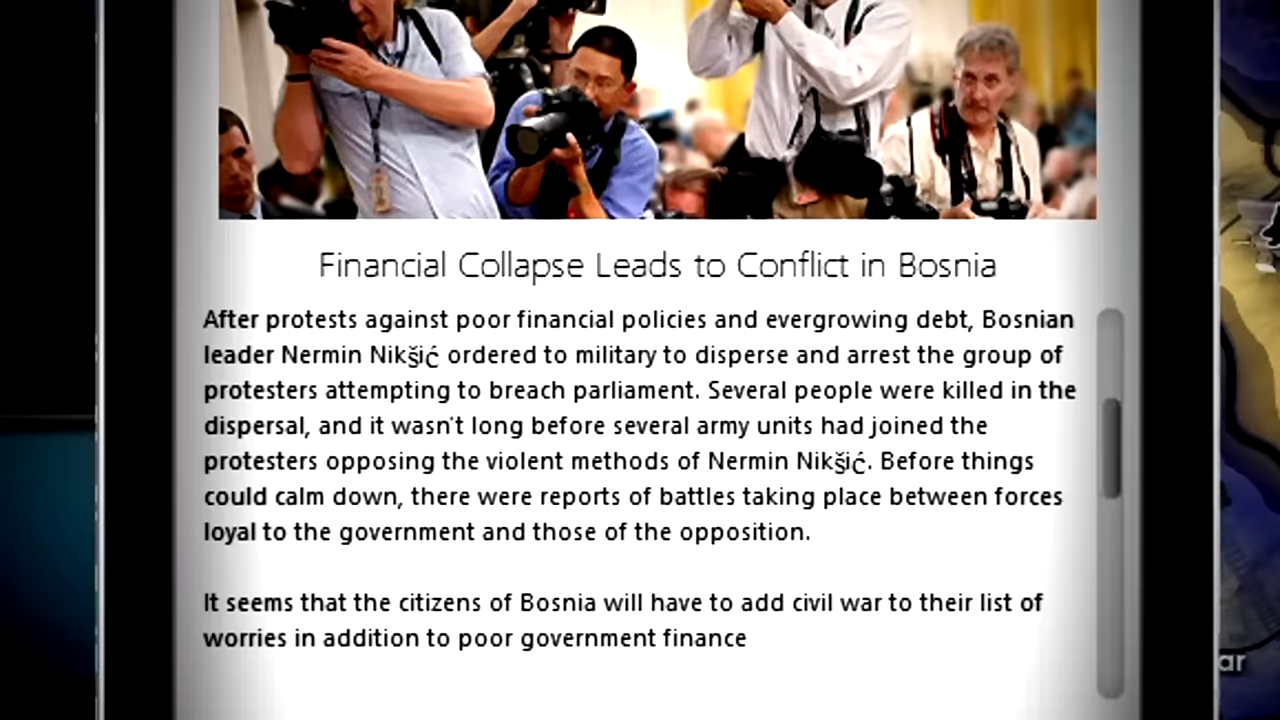 Financial Collapse Leads to Conflict in Bosnia
After protests against poor financial policies and evergrowing debt, Bosnian
leader Nermin Nikšić ordered to military to disperse and arrest the group of
protesters attempting to breach parliament. Several people were killed in the
dispersal, and it wasn't long before several army units had joined the
protesters opposing the violent methods of Nermin Nikšić. Before things
could calm down, there were reports of battles taking place between forces
loyal to the government and those of the opposition.
It seems that the citizens of Bosnia will have to add civil war to their list of
worries in addition to poor government finance
ar